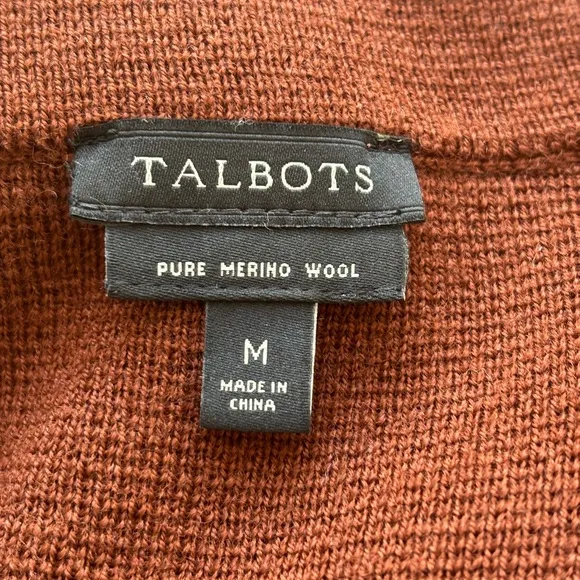 TALBOTS
PURE MERINO WOOL
M
MADE IN
CHINA